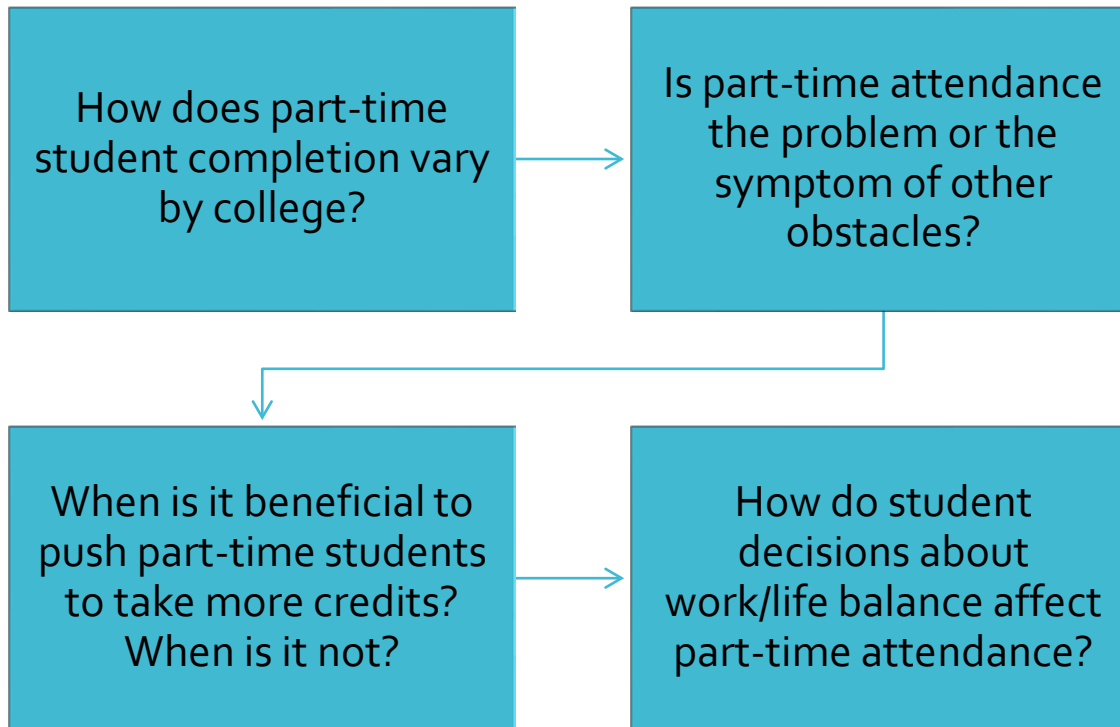 How does part-time
student completion vary
by college?
Is part-time attendance
the problem or the
symptom of other
obstacles?
When is it beneficial to
push part-time students
to take more credits?
When is it not?
How do student
decisions about
work/life balance affect
part-time attendance?